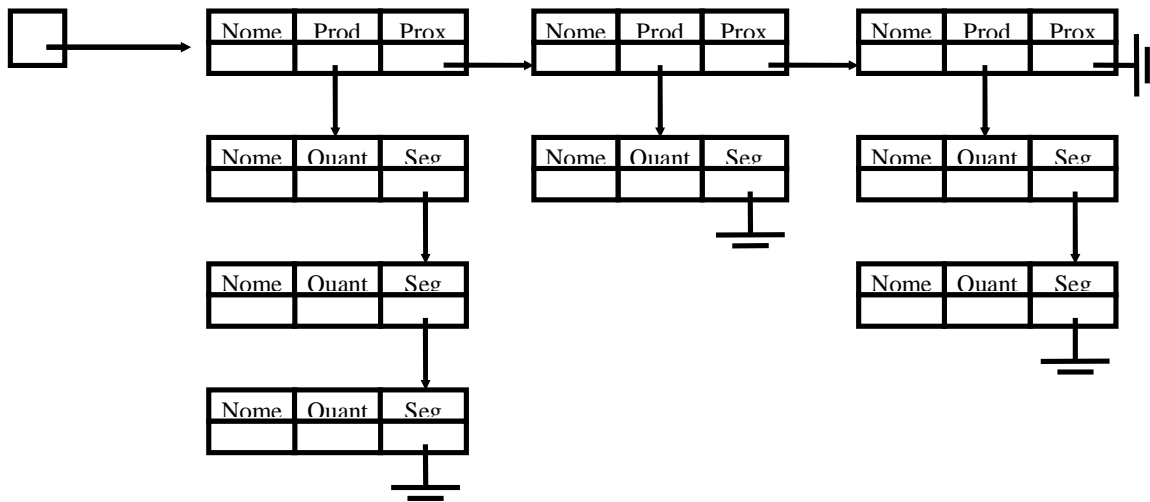 Nome Prod Prox Nome Prod Prox Nome Prod Prox
Nome Quant Seg Nome Quant Seg Nome Quant Seg
Nome Quant Seg Nome Quant Seg
Nome Quant Seg